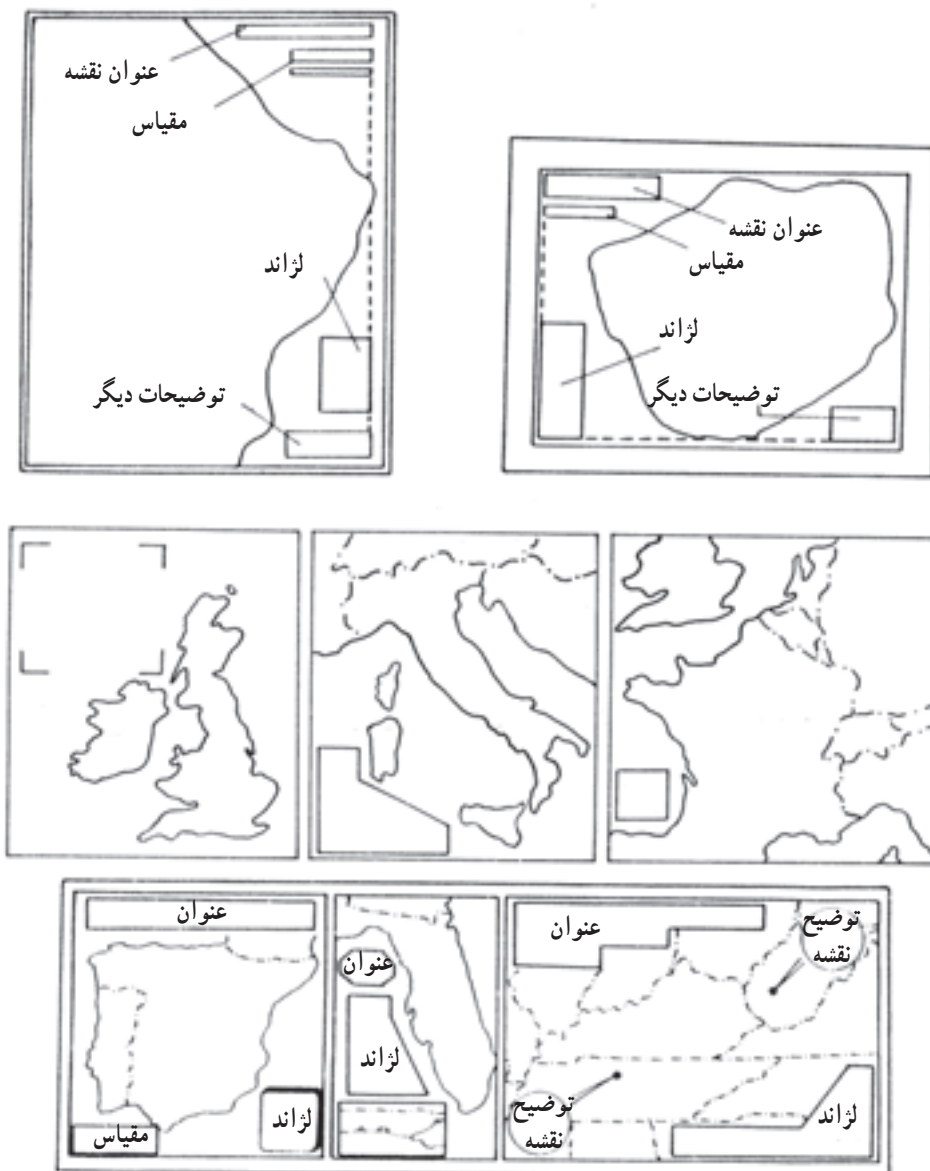 عنوان نقشه
مقیاس
لژاند
توضیحات دیگر
عنوان نقشه
مقیاس
لژاند
توضیحات دیگر
عنوان
مقیاس
لژاند
عنوان
لژاند
عنوان
توضیح
نقشه
توضیح
نقشه
لژاند